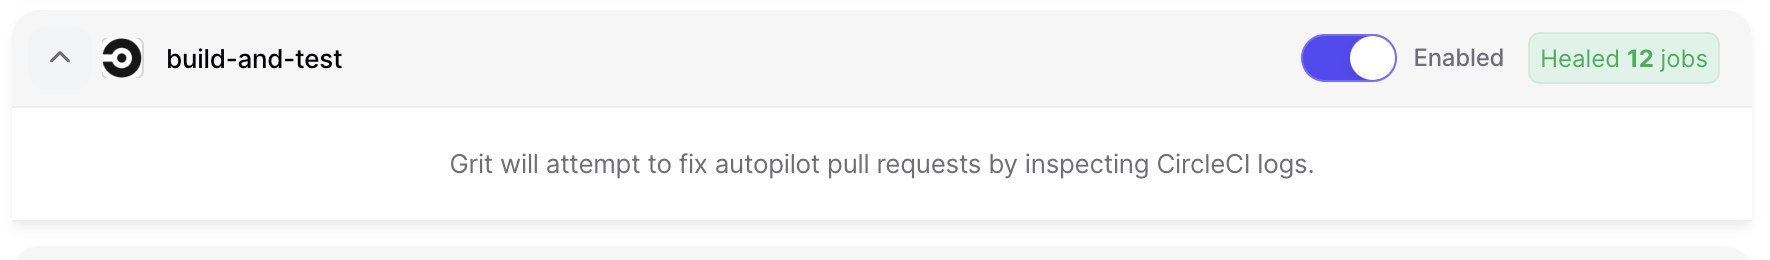 build-and-test
Enabled
Healed 12 jobs
Grit will attempt to fix autopilot pull requests by inspecting CircleCI logs.